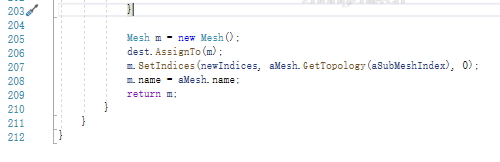 203 }
204
205 Mesh m = new Mesh();
206 dest.AssignTo(m);
207 m.SetIndices(newIndices, aMesh.GetTopology(aSubMeshIndex), 0);
208 m.name = aMesh.name;
209 return m;
210 }
211 }
212 }